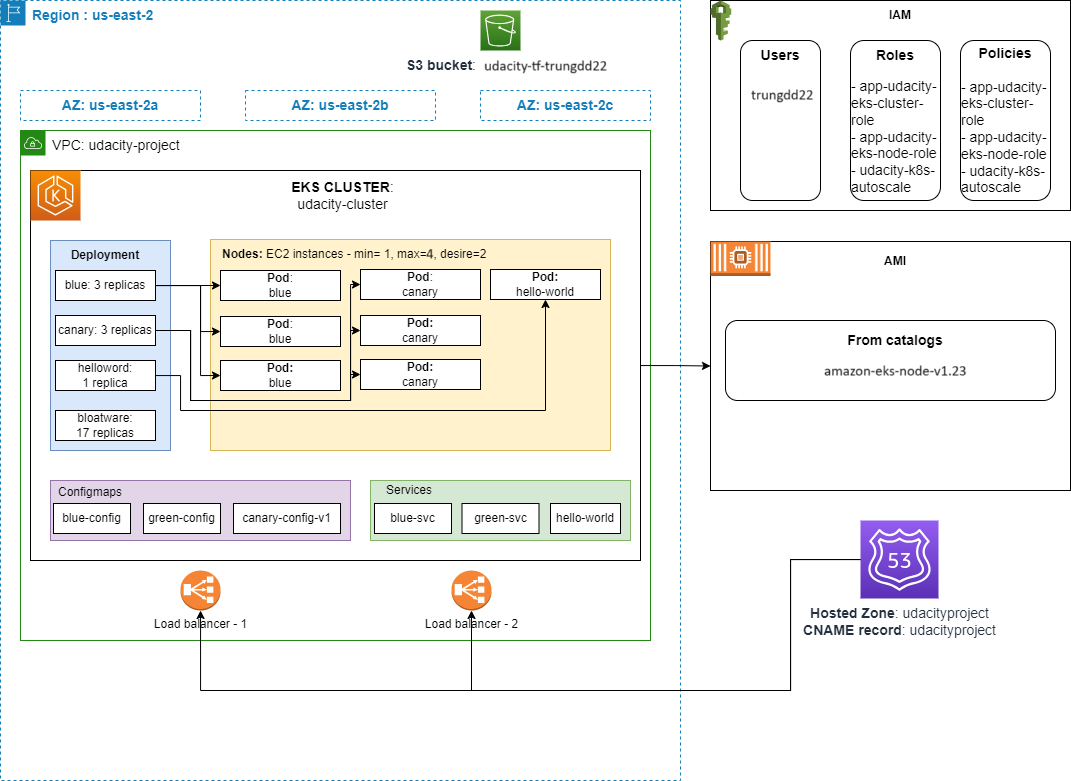 Region : us-east-2
S3 bucket: udacity-tf-trungdd22
AZ: us-east-2a
AZ: us-east-2b
AZ: us-east-2c
VPC: udacity-project
EKS CLUSTER:
udacity-cluster
Deployment
blue: 3 replicas
canary: 3 replicas
helloword:
1 replica
bloatware:
17 replicas
Nodes: EC2 instances - min= 1, max=4, desire=2
Pod:
blue
Pod:
canary
Pod:
hello-world
Pod:
blue
Pod:
canary
Pod:
blue
Pod:
canary
Configmaps
blue-config
green-config
canary-config-v1
Services
blue-svc
green-svc
hello-world
Load balancer - 1
Load balancer - 2
IAM
Users
trungdd22
Roles
- app-udacity-
eks-cluster-
role
- app-udacity-
eks-node-role
- udacity-k8s-
autoscale
Policies
- app-udacity-
eks-cluster-
role
- app-udacity-
eks-node-role
- udacity-k8s-
autoscale
AMI
From catalogs
amazon-eks-node-v1.23
53
Hosted Zone: udacityproject
CNAME record: udacityproject